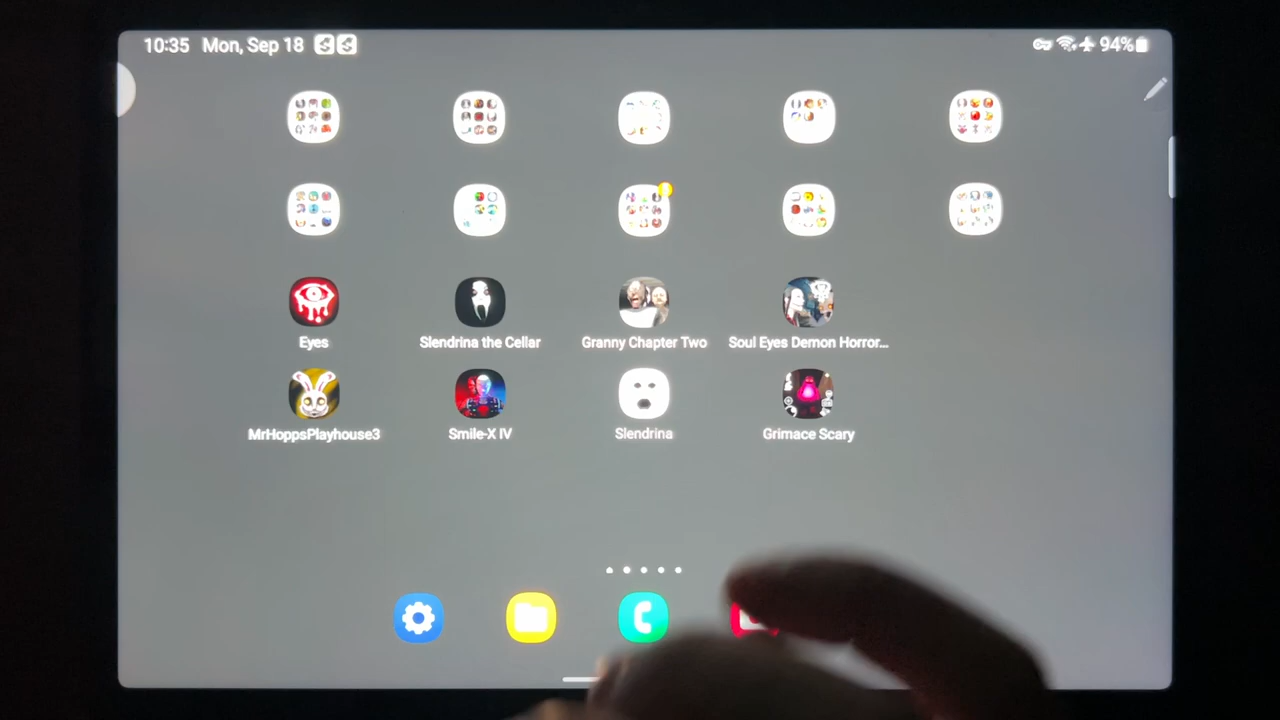 10:35 Mon, Sep 18 94%
Eyes Slendrina the Cellar Granny Chapter Two Soul Eyes Demon Horror...
MrHoppsPlayhouse3 Smile-X IV Slendrina Grimace Scary